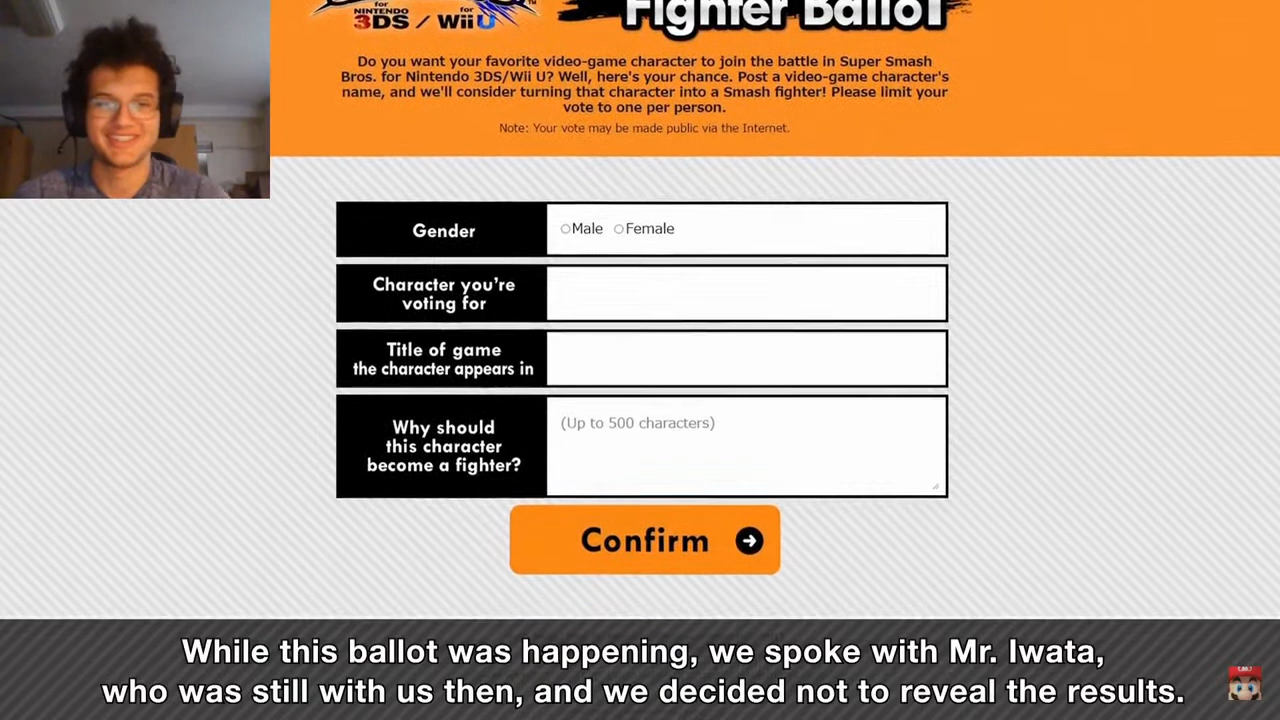 for NINTENDO 3DS / for Wii U
Fighter Ballot
Do you want your favorite video-game character to join the battle in Super Smash
Bros. for Nintendo 3DS/Wii U? Well, here's your chance. Post a video-game character's
name, and we'll consider turning that character into a Smash fighter! Please limit your
vote to one per person.
Note: Your vote may be made public via the Internet.
Gender
Male Female
Character you're
voting for
Title of game
the character appears in
Why should
this character
become a fighter?
(Up to 500 characters)
Confirm
While this ballot was happening, we spoke with Mr. Iwata,
who was still with us then, and we decided not to reveal the results.